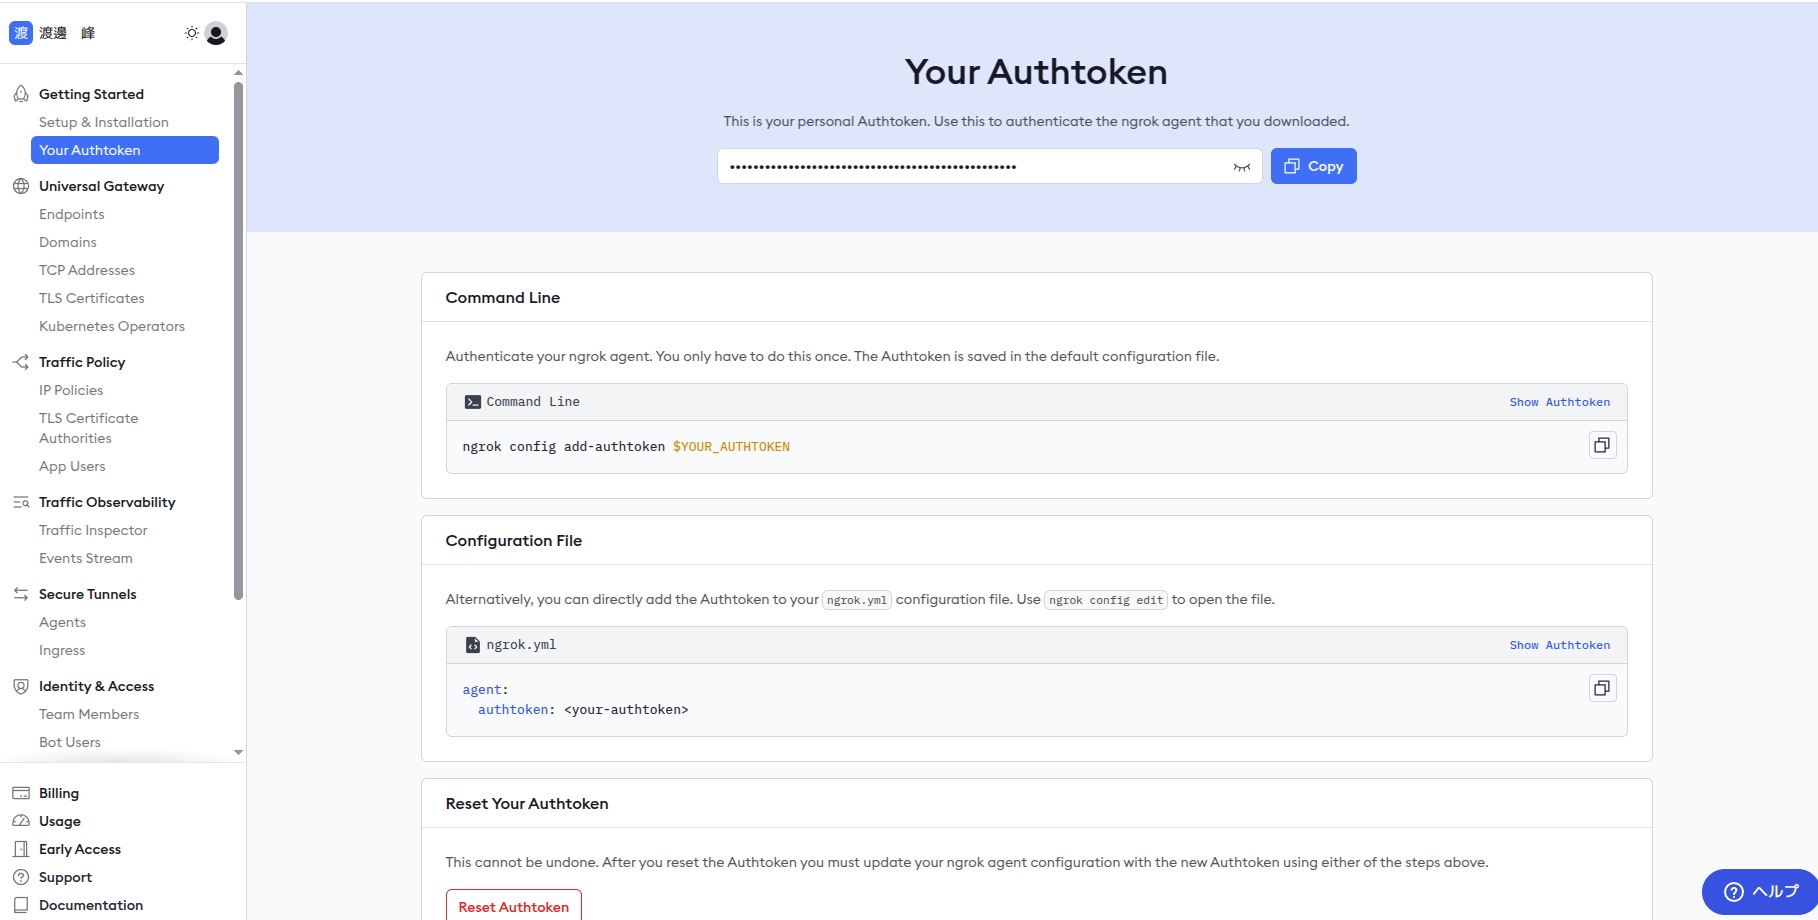 渡 渡邊 峰
Getting Started
Setup & Installation
Your Authtoken
Universal Gateway
Endpoints
Domains
TCP Addresses
TLS Certificates
Kubernetes Operators
Traffic Policy
IP Policies
TLS Certificate
Authorities
App Users
Traffic Observability
Traffic Inspector
Events Stream
Secure Tunnels
Agents
Ingress
Identity & Access
Team Members
Bot Users
Billing
Usage
Early Access
Support
Documentation
Your Authtoken
This is your personal Authtoken. Use this to authenticate the ngrok agent that you downloaded.
Copy
Command Line
Authenticate your ngrok agent. You only have to do this once. The Authtoken is saved in the default configuration file.
Command Line Show Authtoken
ngrok config add-authtoken $YOUR_AUTHTOKEN
Configuration File
Alternatively, you can directly add the Authtoken to your ngrok.yml configuration file. Use ngrok config edit to open the file.
ngrok.yml Show Authtoken
agent:
authtoken: <your-authtoken>
Reset Your Authtoken
This cannot be undone. After you reset the Authtoken you must update your ngrok agent configuration with the new Authtoken using either of the steps above.
Reset Authtoken
ヘルプ